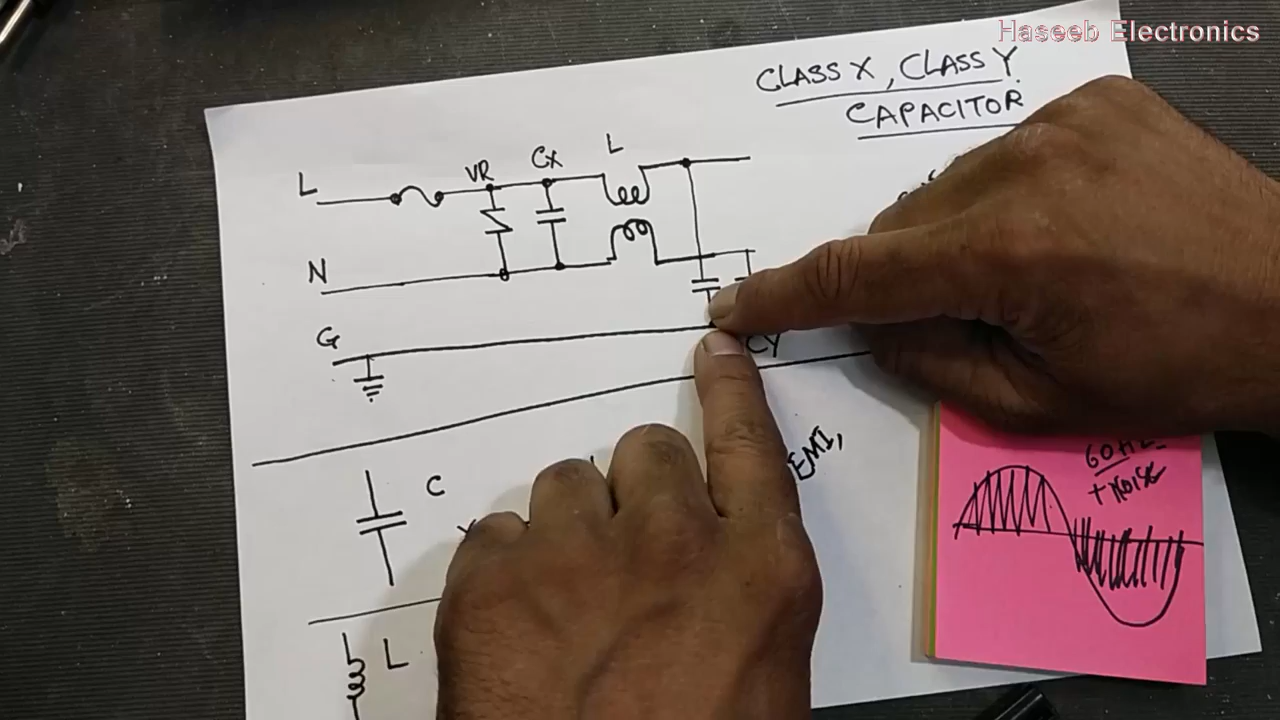 Haseeb Electronics
CLASS X, CLASS Y
CAPACITOR
L
VR
CX
L
N
G
CY
C
EMI,
60HZ
+ NOISE
L